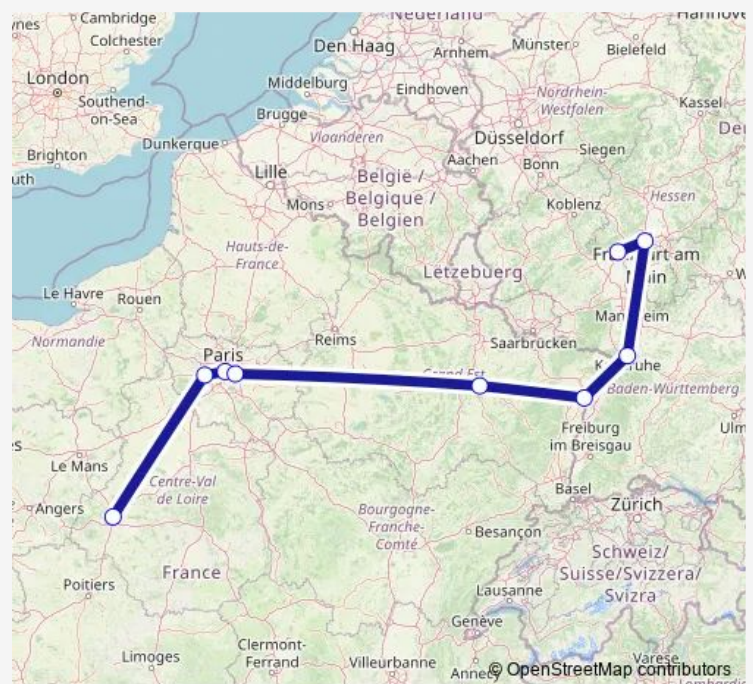 Nederland
Hannover
Cambridge
Colchester
Den Haag
Arnhem
Münster
Bielefeld
London
Middelburg
Eindhoven
Nordrhein-
Westfalen
Southend-
on-Sea
Kassel
Brugge
Düsseldorf
Dunkerque
Vlaanderen
Brighton
Lille
Aachen
Siegen
Bonn
België /
Belgique /
Belgien
Mons
Koblenz
Hessen
Hauts-de-
France
Lëtzebuerg
Le Havre
Rouen
Normandie
Reims
Saarbrücken
Paris
Baden-Württemberg
Freiburg
im Breisgau
Ulm
Le Mans
Centre-Val
de Loire
Angers
Basel
Zürich
Bourgogne-
Franche-
Comté
Besançon
Schweiz/
Suisse/Svizzera/
Svizra
France
Poitiers
Lausanne
Genève
Limoges
Clermont-
Ferrand
Villeurbanne
Varese
© OpenStreetMap contributors